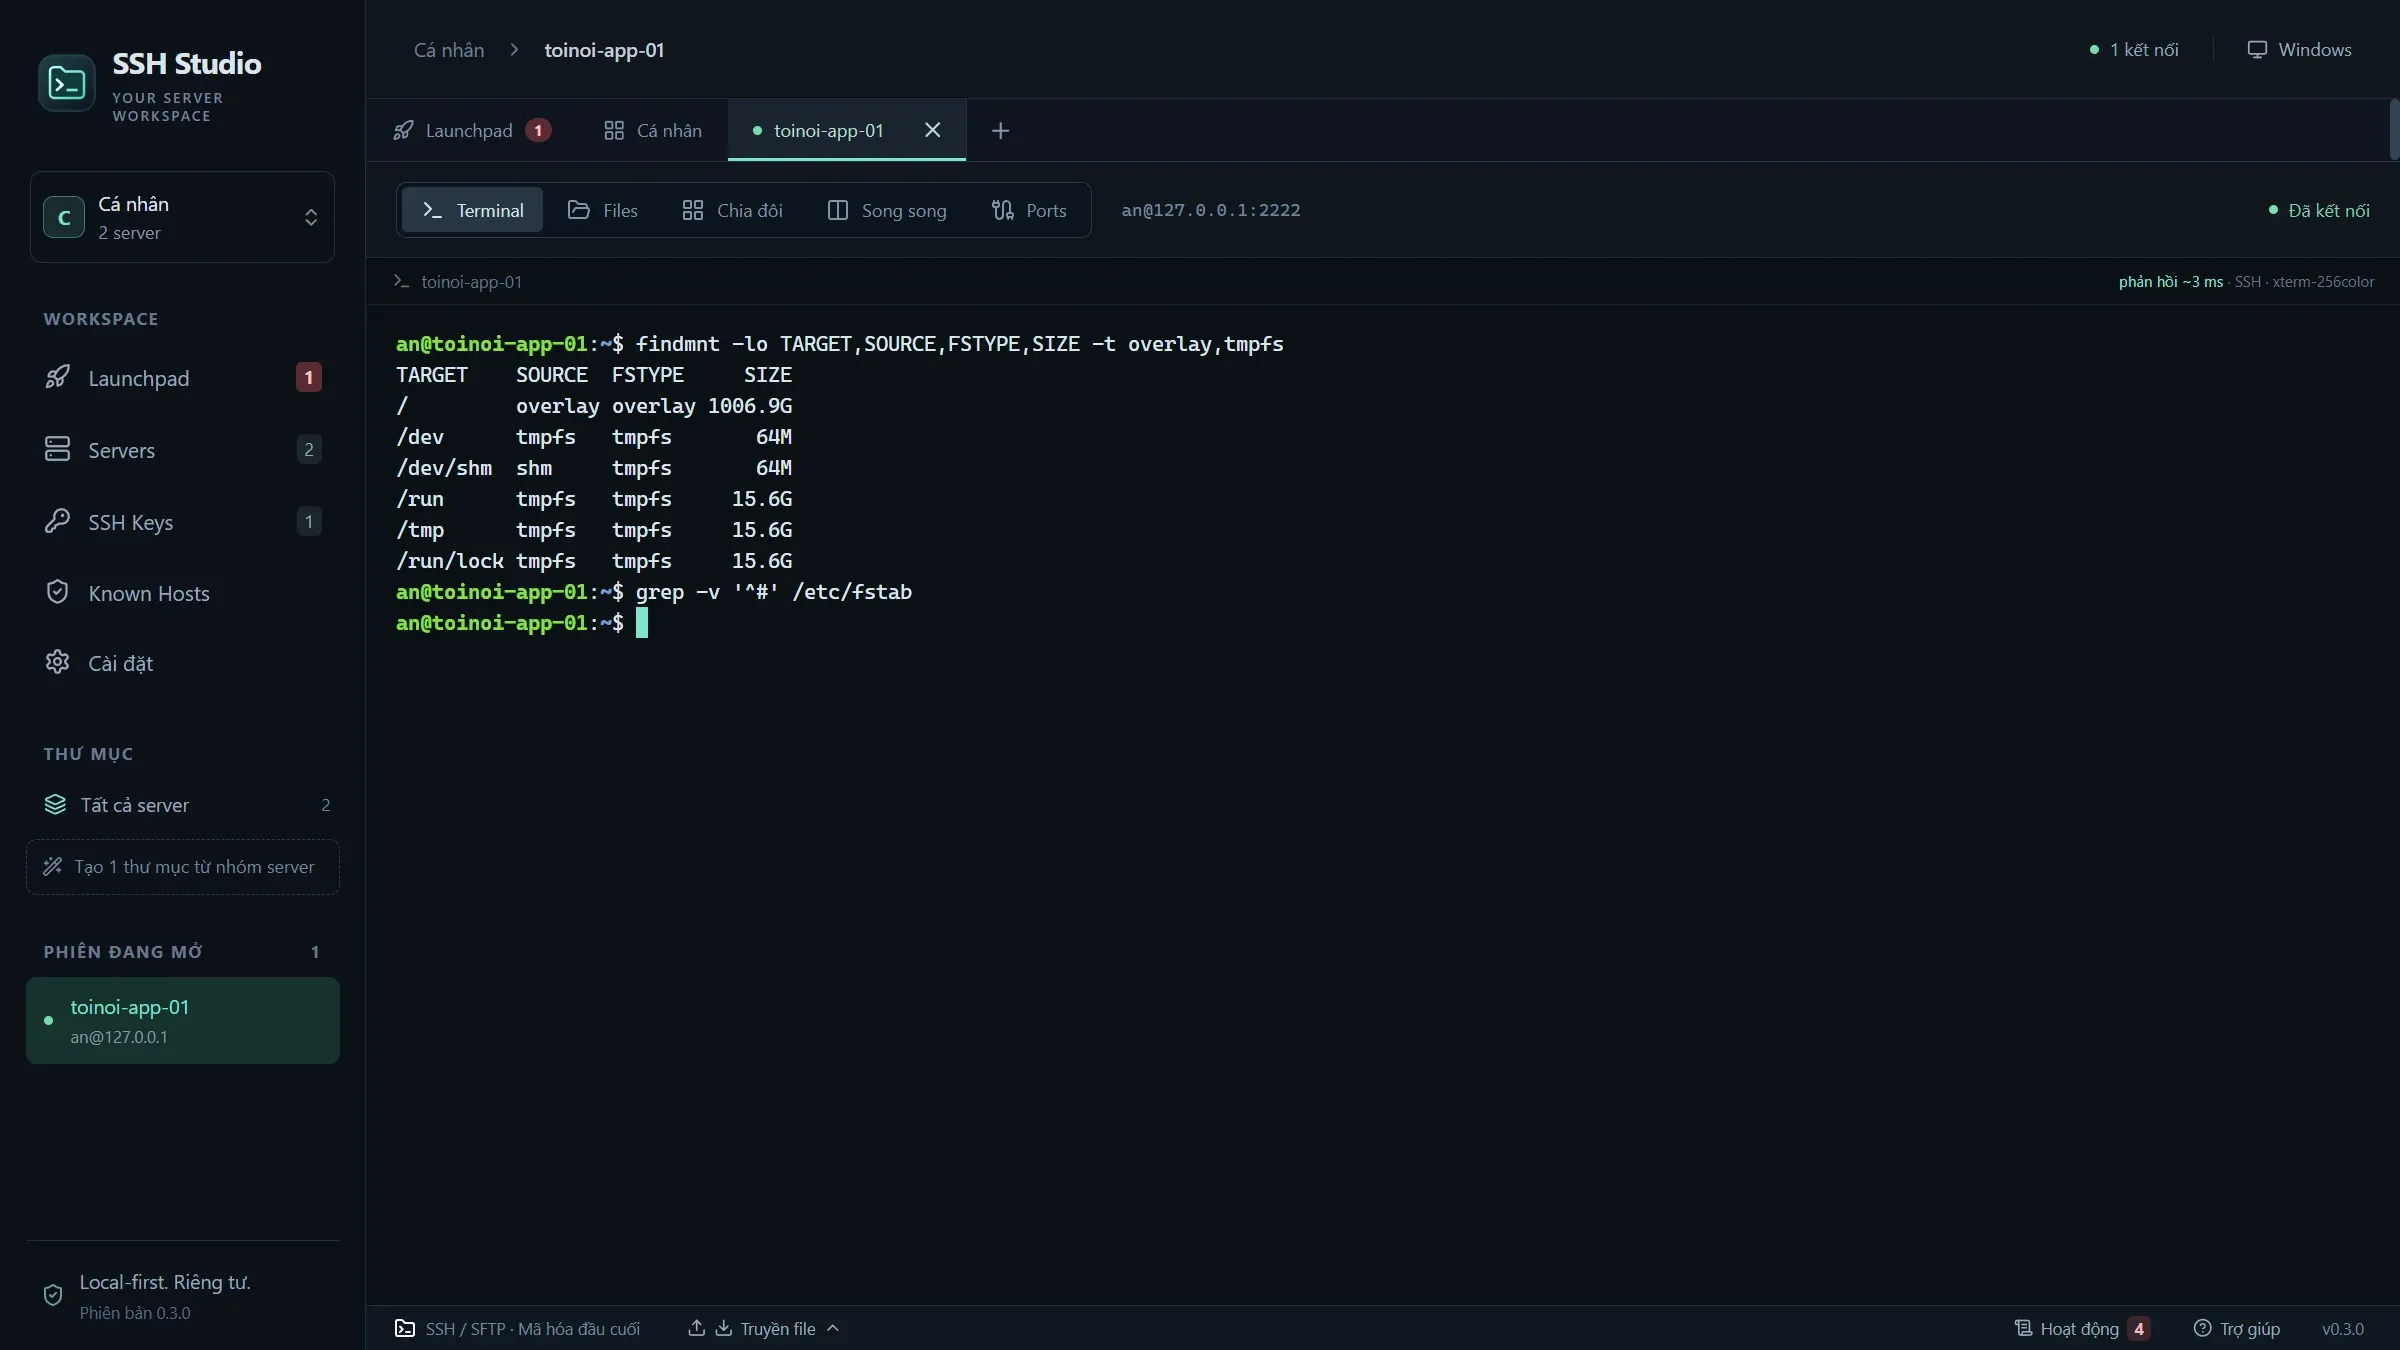 SSH Studio
YOUR SERVER
WORKSPACE
C
Cá nhân
2 server
WORKSPACE
Launchpad 1
Servers 2
SSH Keys 1
Known Hosts
Cài đặt
THƯ MỤC
Tất cả server 2
Tạo 1 thư mục từ nhóm server
PHIÊN ĐANG MỞ 1
toinoi-app-01
an@127.0.0.1
Local-first. Riêng tư.
Phiên bản 0.3.0
Cá nhân > toinoi-app-01
1 kết nối
Windows
Launchpad 1
Cá nhân
toinoi-app-01
Terminal
Files
Chia đôi
Song song
Ports
an@127.0.0.1:2222
Đã kết nối
toinoi-app-01
phản hồi ~3 ms · SSH · xterm-256color
an@toinoi-app-01:~$ findmnt -lo TARGET,SOURCE,FSTYPE,SIZE -t overlay,tmpfs
TARGET    SOURCE  FSTYPE     SIZE
/         overlay overlay 1006.9G
/dev      tmpfs   tmpfs       64M
/dev/shm  shm     tmpfs       64M
/run      tmpfs   tmpfs     15.6G
/tmp      tmpfs   tmpfs     15.6G
/run/lock tmpfs   tmpfs     15.6G
an@toinoi-app-01:~$ grep -v '^#' /etc/fstab
an@toinoi-app-01:~$
SSH / SFTP · Mã hóa đầu cuối
Truyền file
Hoạt động 4
Trợ giúp
v0.3.0